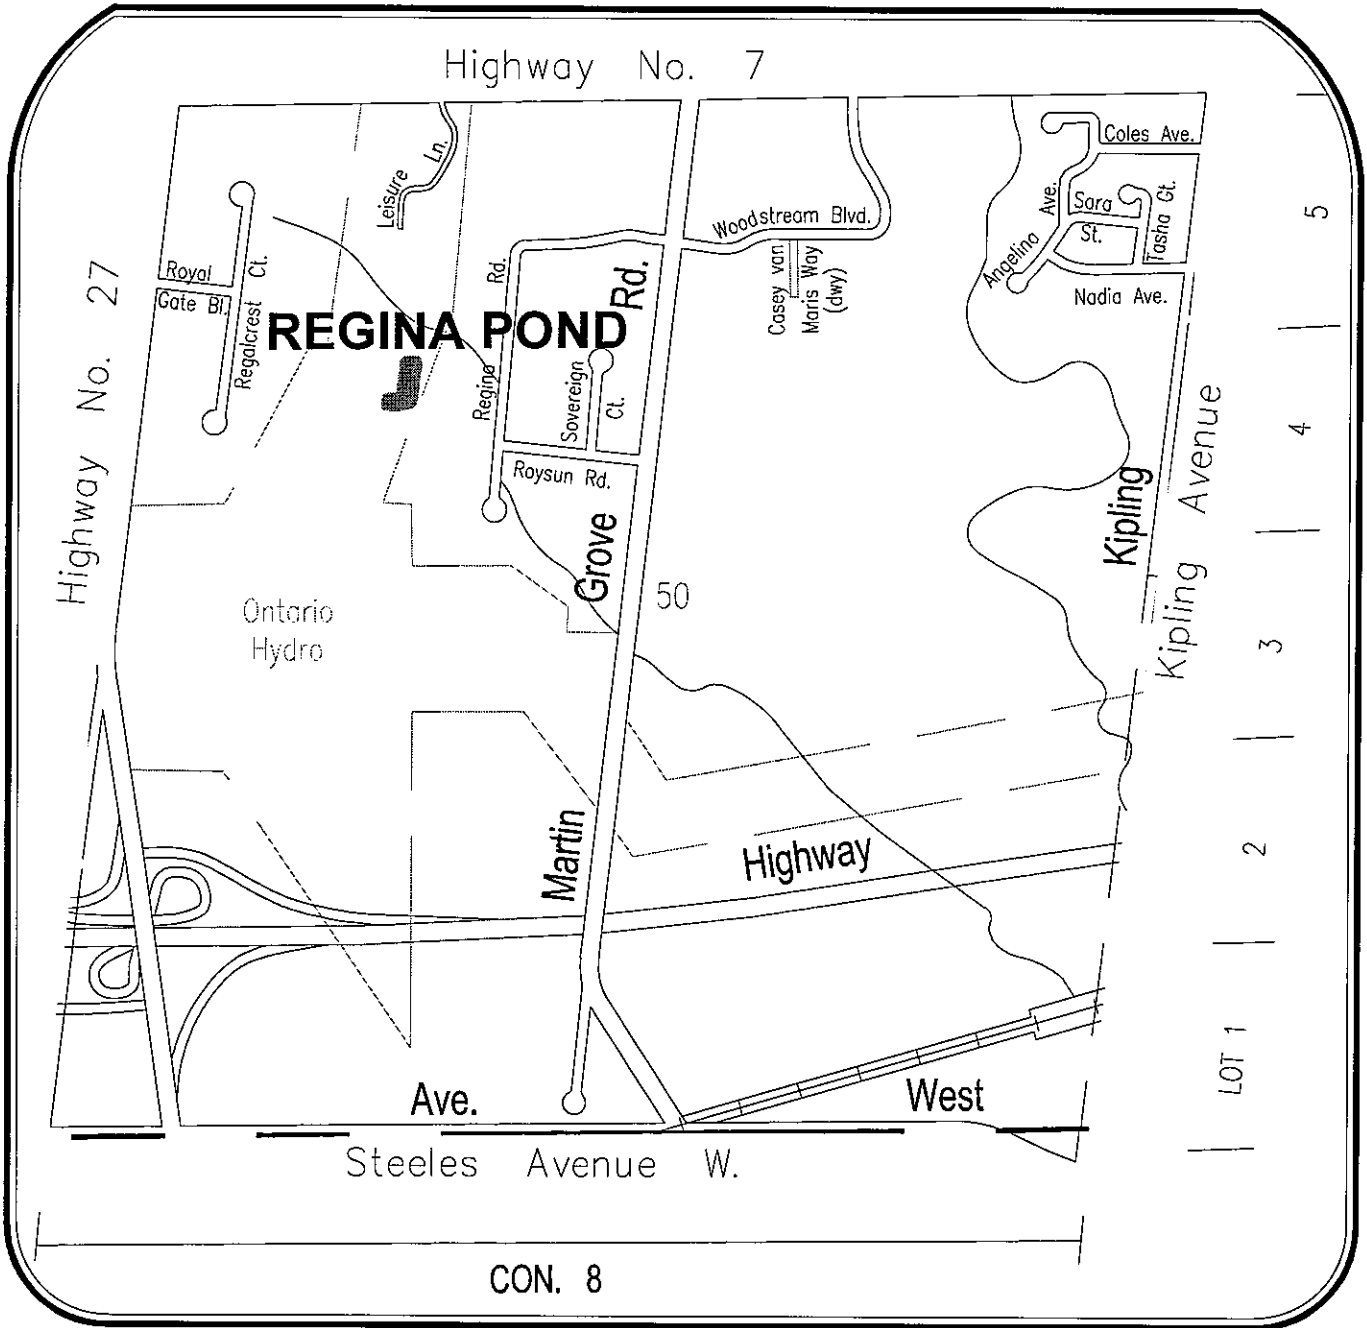 Highway No. 7
Coles Ave.
Leisure Ln.
Woodstream Blvd.
Angelina Ave.
Sara St.
Tasha Gt.
Nadia Ave.
5
Highway No. 27
Royal
Gate Bl.
Regalcrest Ct.
Regina Rd.
Casey van
Maris Way
(dwy)
REGINA POND
Sovereign Ct.
Roysun Rd.
4
Kipling
Kipling Avenue
Martin Grove Rd.
50
Ontario
Hydro
3
Highway
2
LOT 1
Ave.
West
Steeles Avenue W.
CON. 8